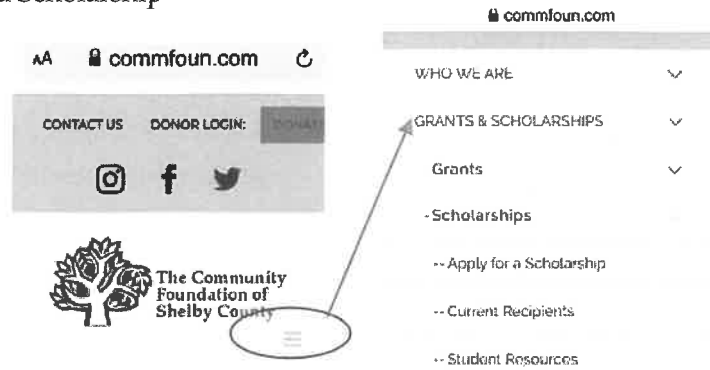 Scholarship
commfoun.com
AA commfoun.com
CONTACT US DONOR LOGIN: DONATE
The Community
Foundation of
Shelby County
WHO WE ARE
GRANTS & SCHOLARSHIPS
Grants
- Scholarships
-- Apply for a Scholarship
-- Current Recipients
-- Student Resources